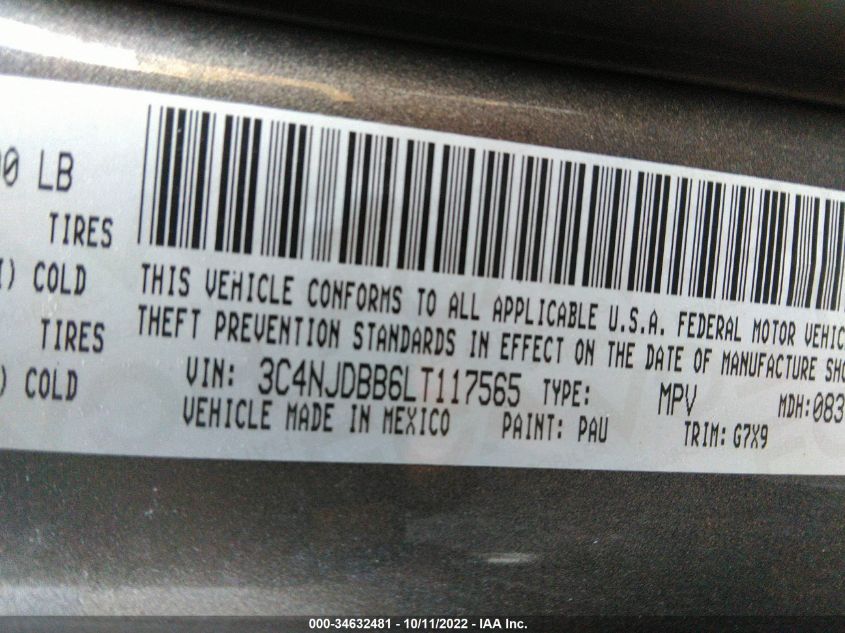 00 LB
TIRES
) COLD
TIRES
) COLD
THIS VEHICLE CONFORMS TO ALL APPLICABLE U.S.A. FEDERAL MOTOR VEHIC
THEFT PREVENTION STANDARDS IN EFFECT ON THE DATE OF MANUFACTURE SHO
VIN: 3C4NJDBB6LT117565 TYPE: MPV MDH:083
VEHICLE MADE IN MEXICO PAINT: PAU TRIM: G7X9
000-34632481 - 10/11/2022 - IAA Inc.